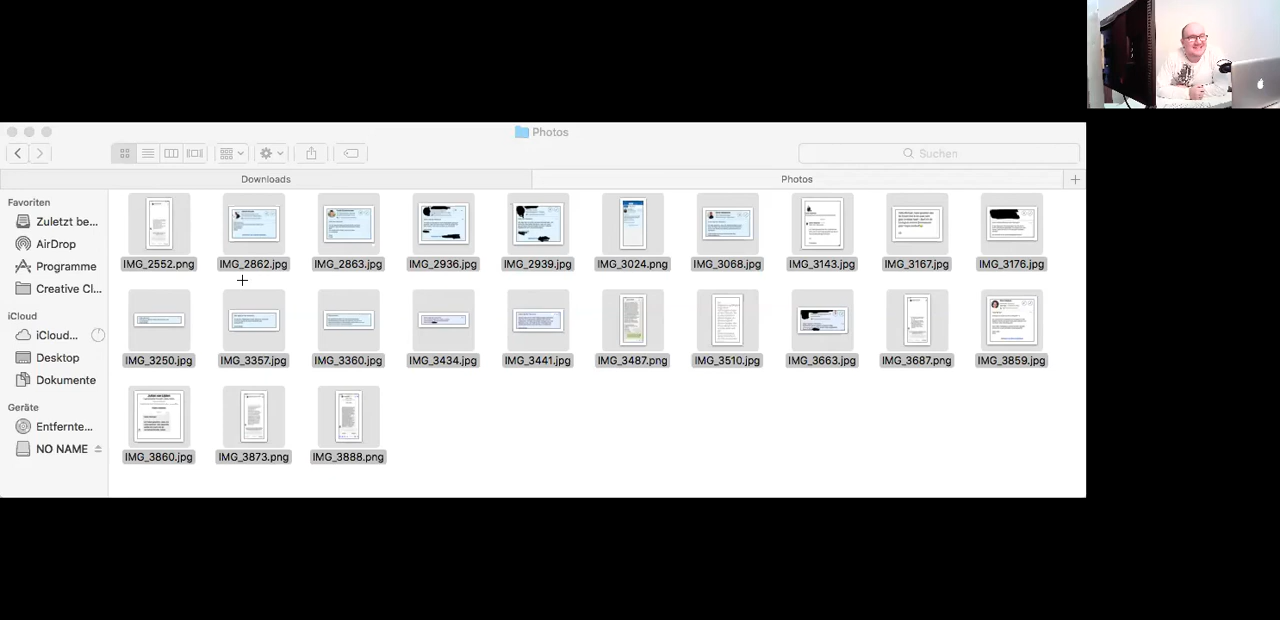 Photos
Suchen
Downloads
Photos
Favoriten
Zuletzt be...
AirDrop
Programme
Creative Cl...
iCloud
iCloud...
Desktop
Dokumente
Geräte
Entfernte...
NO NAME
IMG_2552.png IMG_2862.jpg IMG_2863.jpg IMG_2936.jpg IMG_2939.jpg IMG_3024.png IMG_3068.jpg IMG_3143.jpg IMG_3167.jpg IMG_3176.jpg
IMG_3250.jpg IMG_3357.jpg IMG_3360.jpg IMG_3434.jpg IMG_3441.jpg IMG_3487.png IMG_3510.jpg IMG_3663.jpg IMG_3687.png IMG_3859.jpg
IMG_3860.jpg IMG_3873.png IMG_3888.png